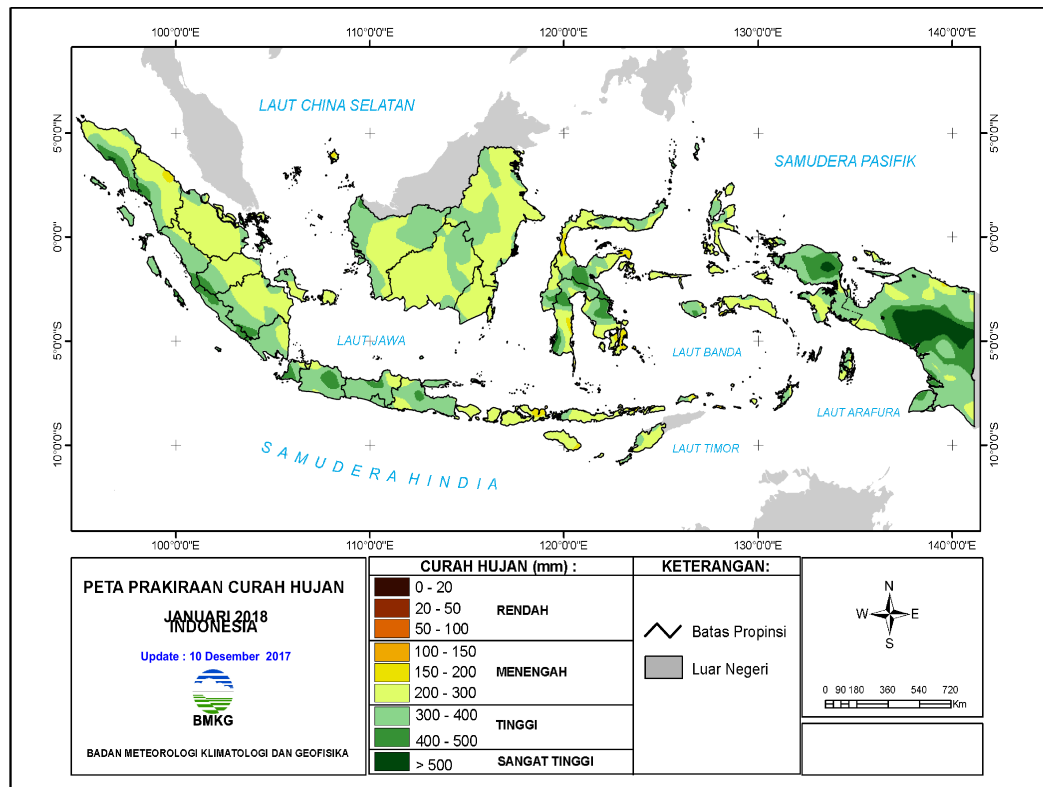 100°0'0"E 110°0'0"E 120°0'0"E 130°0'0"E 140°0'0"E
5°0'0"N 5°0'0"N
0°0'0" 0°0'0"
5°0'0"S 5°0'0"S
10°0'0"S 10°0'0"S
LAUT CHINA SELATAN
SAMUDERA PASIFIK
LAUT JAWA
LAUT BANDA
LAUT ARAFURA
LAUT TIMOR
SAMUDERA HINDIA
100°0'0"E 110°0'0"E 120°0'0"E 130°0'0"E 140°0'0"E
PETA PRAKIRAAN CURAH HUJAN
JANUARI 2018
INDONESIA
Update : 10 Desember 2017
BMKG
BADAN METEOROLOGI KLIMATOLOGI DAN GEOFISIKA
CURAH HUJAN (mm) :
0 - 20
20 - 50
50 - 100
RENDAH
100 - 150
150 - 200
200 - 300
MENENGAH
300 - 400
400 - 500
TINGGI
> 500
SANGAT TINGGI
KETERANGAN:
Batas Propinsi
Luar Negeri
N
W E
S
0 90 180 360 540 720
Km